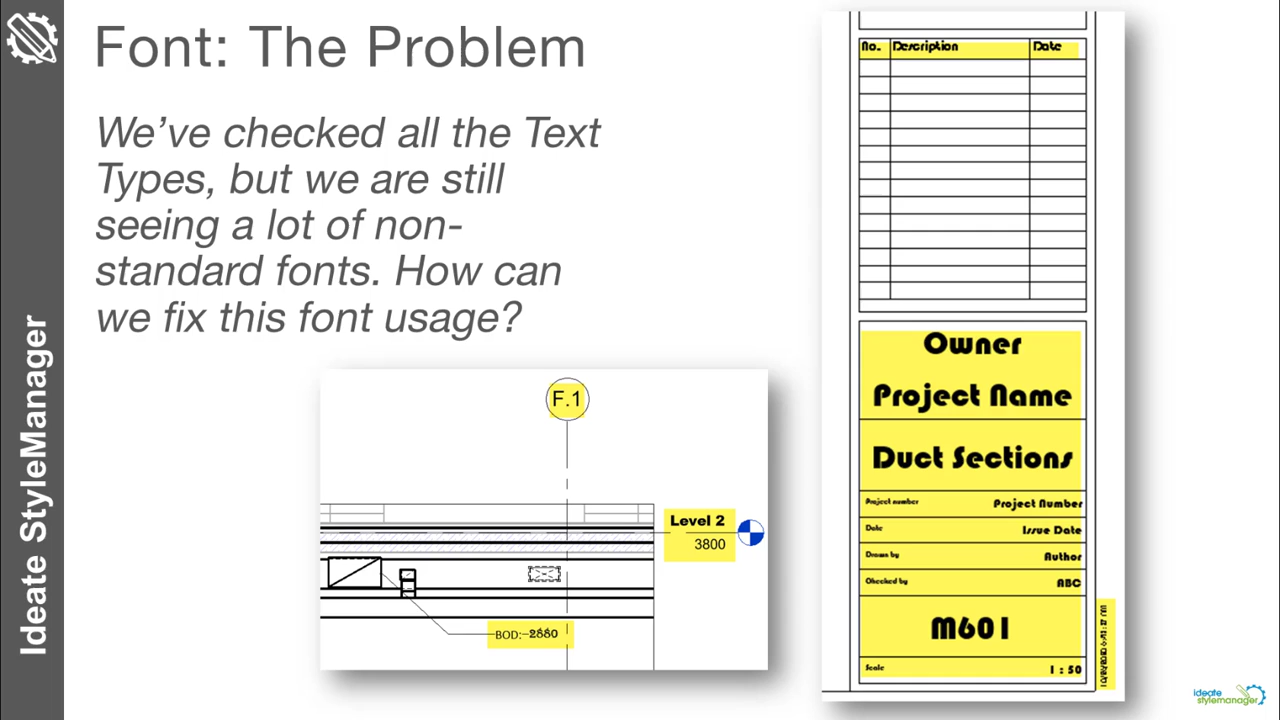 Font: The Problem
We've checked all the Text
Types, but we are still
seeing a lot of non-
standard fonts. How can
we fix this font usage?
Ideate StyleManager
F.1
Level 2
3800
BOD: 2880
No. Description Date
Owner
Project Name
Duct Sections
Project number Project Number
Date Issue Date
Drawn by Author
Checked by ABC
M601
Scale 1 : 50
ideate
stylemanager